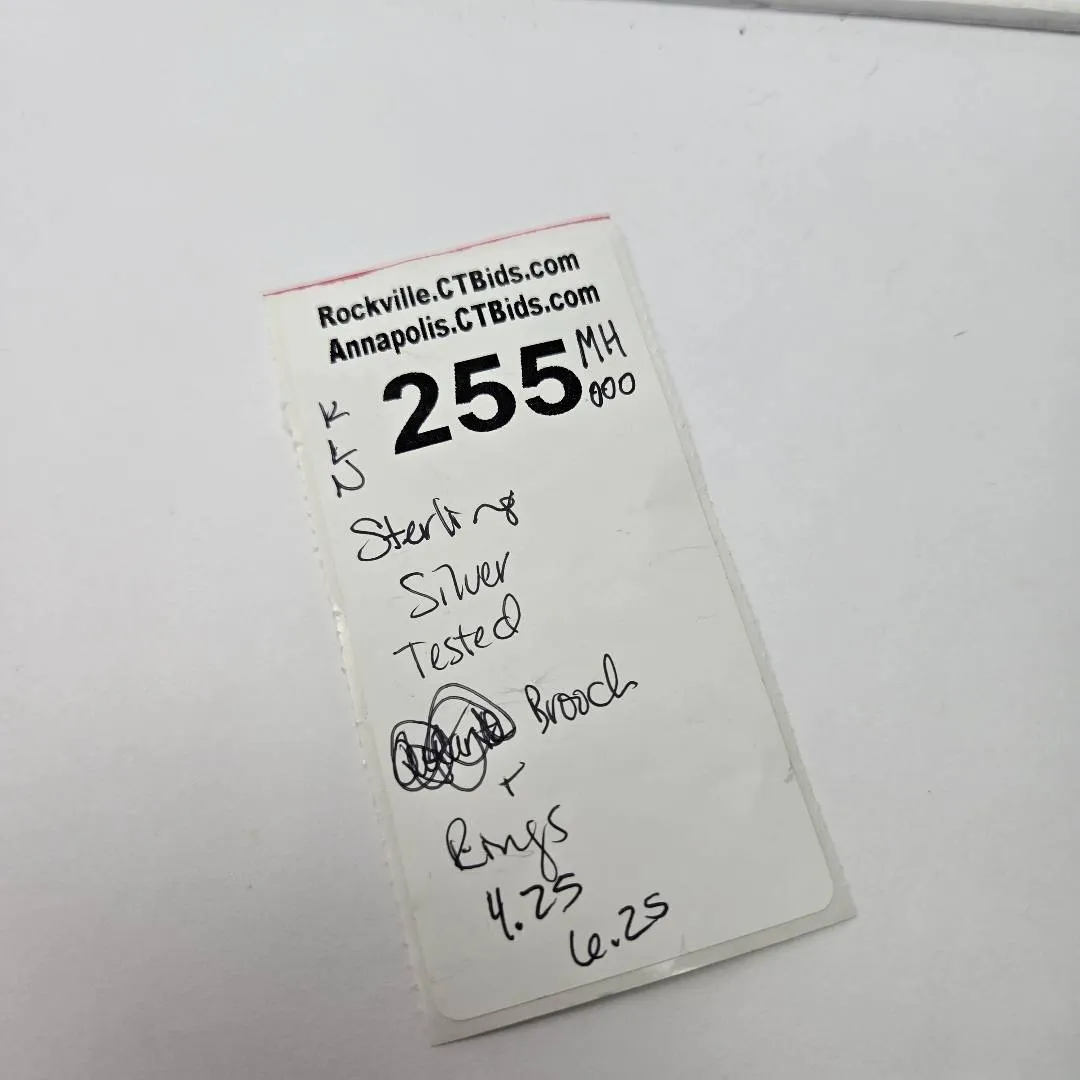 Rockville.CTBids.com
Annapolis.CTBids.com
255 MH
000
K
L
N
Sterling
Silver
Tested
Brooch
+
Rings
4.25
6.25